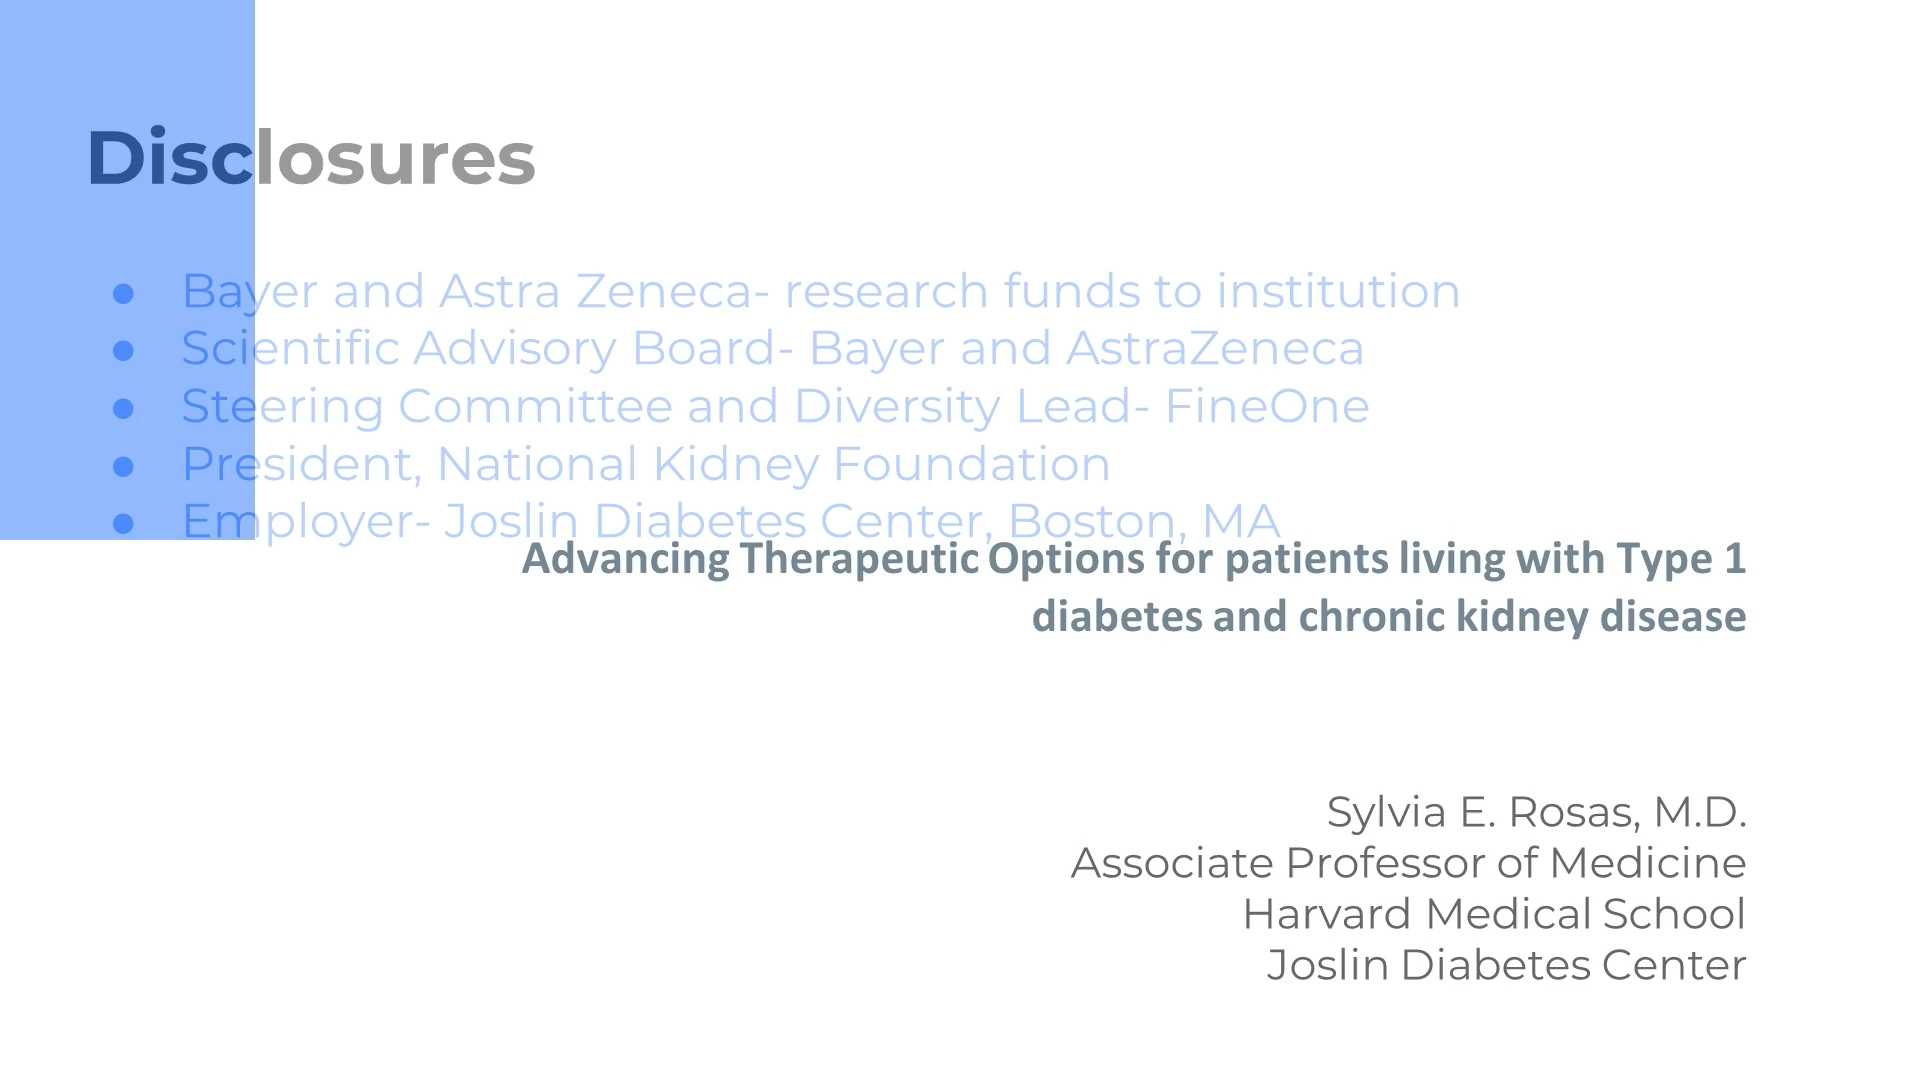 Disclosures
● Bayer and Astra Zeneca- research funds to institution
● Scientific Advisory Board- Bayer and AstraZeneca
● Steering Committee and Diversity Lead- FineOne
● President, National Kidney Foundation
● Employer- Joslin Diabetes Center, Boston, MA
Advancing Therapeutic Options for patients living with Type 1
diabetes and chronic kidney disease
Sylvia E. Rosas, M.D.
Associate Professor of Medicine
Harvard Medical School
Joslin Diabetes Center